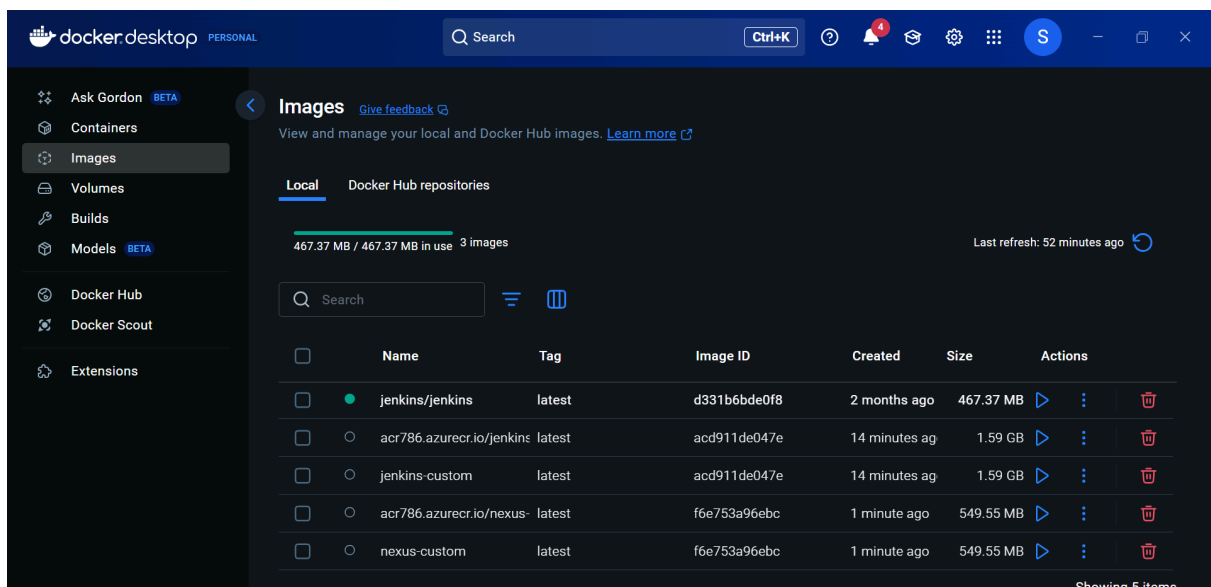 docker.desktop PERSONAL
Search
Ctrl+K
4
S
Ask Gordon BETA
Containers
Images
Volumes
Builds
Models BETA
Docker Hub
Docker Scout
Extensions
Images Give feedback
View and manage your local and Docker Hub images. Learn more
Local Docker Hub repositories
467.37 MB / 467.37 MB in use 3 images
Last refresh: 52 minutes ago
Search
Name Tag Image ID Created Size Actions
jenkins/jenkins latest d331b6bde0f8 2 months ago 467.37 MB
acr786.azurecr.io/jenkins latest acd911de047e 14 minutes ag 1.59 GB
jenkins-custom latest acd911de047e 14 minutes ag 1.59 GB
acr786.azurecr.io/nexus- latest f6e753a96ebc 1 minute ago 549.55 MB
nexus-custom latest f6e753a96ebc 1 minute ago 549.55 MB
Showing 5 items